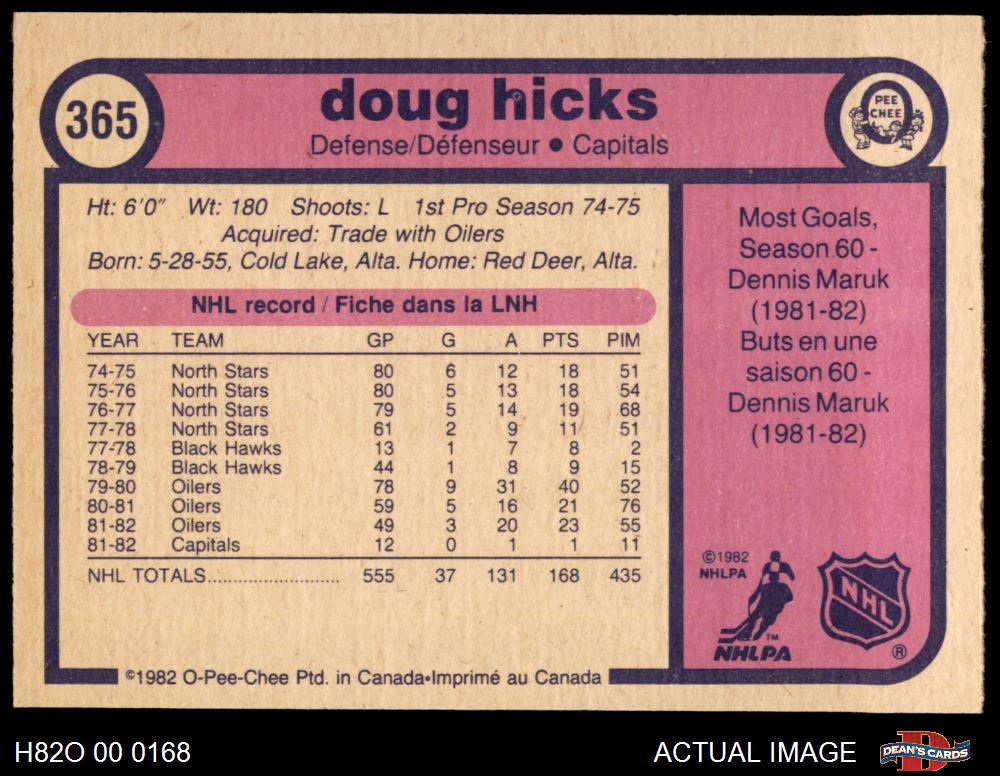 365
doug hicks
Defense/Défenseur • Capitals
PEE
CHEE
Ht: 6'0" Wt: 180 Shoots: L 1st Pro Season 74-75
Acquired: Trade with Oilers
Born: 5-28-55, Cold Lake, Alta. Home: Red Deer, Alta.
NHL record / Fiche dans la LNH
YEAR TEAM GP G A PTS PIM
74-75 North Stars 80 6 12 18 51
75-76 North Stars 80 5 13 18 54
76-77 North Stars 79 5 14 19 68
77-78 North Stars 61 2 9 11 51
77-78 Black Hawks 13 1 7 8 2
78-79 Black Hawks 44 1 8 9 15
79-80 Oilers 78 9 31 40 52
80-81 Oilers 59 5 16 21 76
81-82 Oilers 49 3 20 23 55
81-82 Capitals 12 0 1 1 11
NHL TOTALS........................ 555 37 131 168 435
©1982 O-Pee-Chee Ptd. in Canada•Imprimé au Canada
Most Goals,
Season 60 -
Dennis Maruk
(1981-82)
Buts en une
saison 60 -
Dennis Maruk
(1981-82)
©1982
NHLPA
TM
NHLPA
NHL
®
H82O 00 0168
ACTUAL IMAGE
D
DEAN'S CARDS